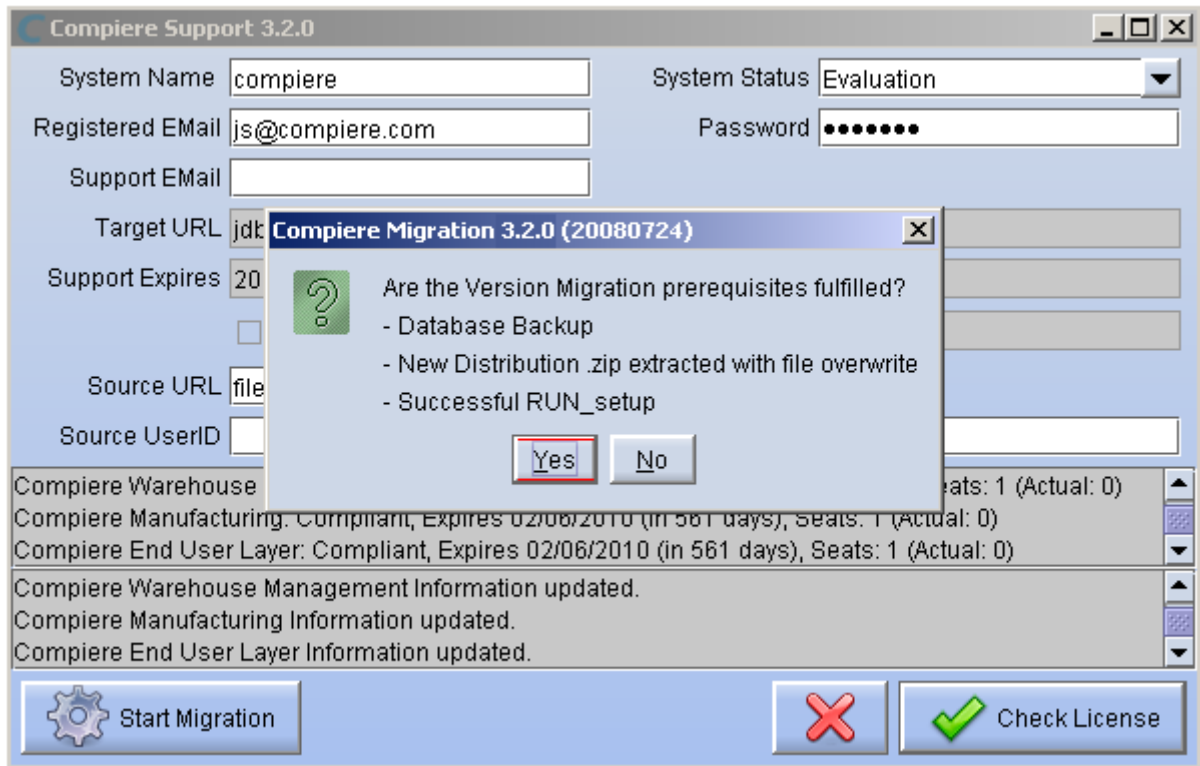 Compiere Support 3.2.0
System Name compiere System Status Evaluation
Registered EMail js@compiere.com Password •••••••
Support EMail
Target URL jdb
Support Expires 20
Source URL file
Source UserID
Compiere Migration 3.2.0 (20080724)
Are the Version Migration prerequisites fulfilled?
- Database Backup
- New Distribution .zip extracted with file overwrite
- Successful RUN_setup
Yes No
Compiere Warehouse eats: 1 (Actual: 0)
Compiere Manufacturing: Compliant, Expires 02/06/2010 (in 561 days), Seats: 1 (Actual: 0)
Compiere End User Layer: Compliant, Expires 02/06/2010 (in 561 days), Seats: 1 (Actual: 0)
Compiere Warehouse Management Information updated.
Compiere Manufacturing Information updated.
Compiere End User Layer Information updated.
Start Migration Check License